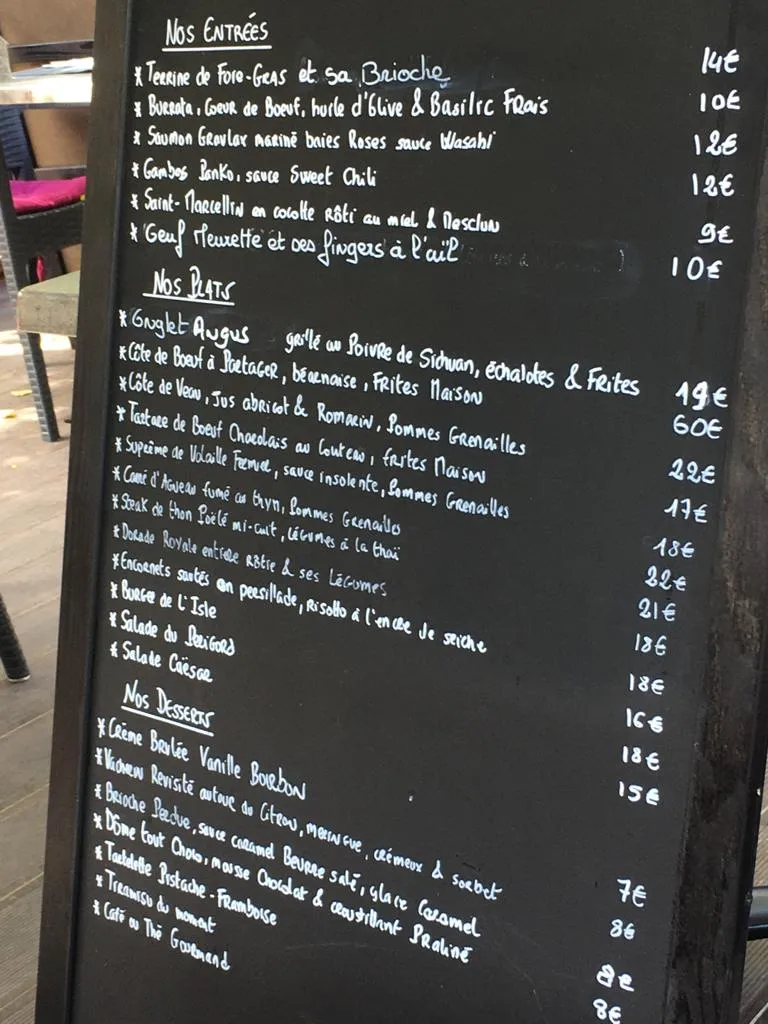 Nos Entrées
* Terrine de Foie-Gras et sa Brioche 14€
* Burrata, Coeur de Boeuf, huile d'Olive & Basilic Frais 10€
* Saumon Gravlax mariné baies Roses sauce Wasabi 12€
* Gambas Panko, sauce Sweet Chili 12€
* Saint-Marcellin en cocotte rôti au miel & Mesclun 9€
* Oeuf Meurette et ses fingers à l'ail 10€
Nos Plats
* Onglet Angus grillé au Poivre de Sichuan, échalotes & Frites 19€
* Côte de Boeuf à Partager, béarnaise, Frites Maison 60€
* Côte de Veau, Jus abricot & Romarin, Pommes Grenailles 22€
* Tartare de Boeuf Charolais au Couteau, frites Maison 17€
* Suprême de Volaille Fermier, sauce insolente, Pommes Grenailles 18€
* Carré d'Agneau fumé au thym, Pommes Grenailles 22€
* Steak de thon Poëlé mi-cuit, légumes à la thaï 21€
* Dorade Royale entière rôtie & ses Légumes 18€
* Encornets sautés en persillade, risotto à l'encre de seiche 18€
* Burger de L'Isle 16€
* Salade du Périgord 18€
* Salade Caësar 15€
Nos Desserts
* Crème Brulée Vanille Bourbon 7€
* Vacherin Revisité autour du Citron, meringue, crémeux & sorbet 8€
* Brioche Perdue, sauce caramel Beurre salé, glace Caramel 8€
* Dôme tout Choco, mousse Chocolat & croustillant Praliné 8€
* Tartelette Pistache-Framboise
* Tiramisu du moment
* Café ou Thé Gourmand